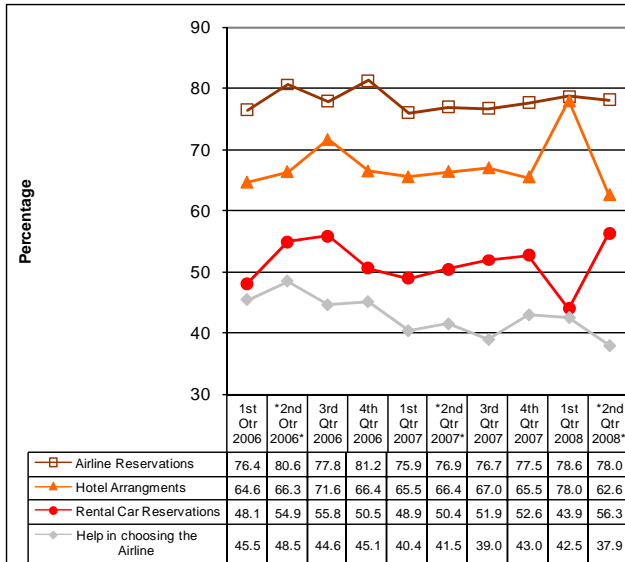 90
80
70
60
50
40
30
Percentage
1st Otr 2006 *2nd Otr 2006* 3rd Qtr 2006 4th Qtr 2006 1st Qtr 2007 *2nd Qtr 2007* 3rd Qtr 2007 4th Qtr 2007 1st Qtr 2008 *2nd Qtr 2008*
Airline Reservations 76.4 80.6 77.8 81.2 75.9 76.9 76.7 77.5 78.6 78.0
Hotel Arrangments 64.6 66.3 71.6 66.4 65.5 66.4 67.0 65.5 78.0 62.6
Rental Car Reservations 48.1 54.9 55.8 50.5 48.9 50.4 51.9 52.6 43.9 56.3
Help in choosing the
Airline 45.5 48.5 44.6 45.1 40.4 41.5 39.0 43.0 42.5 37.9